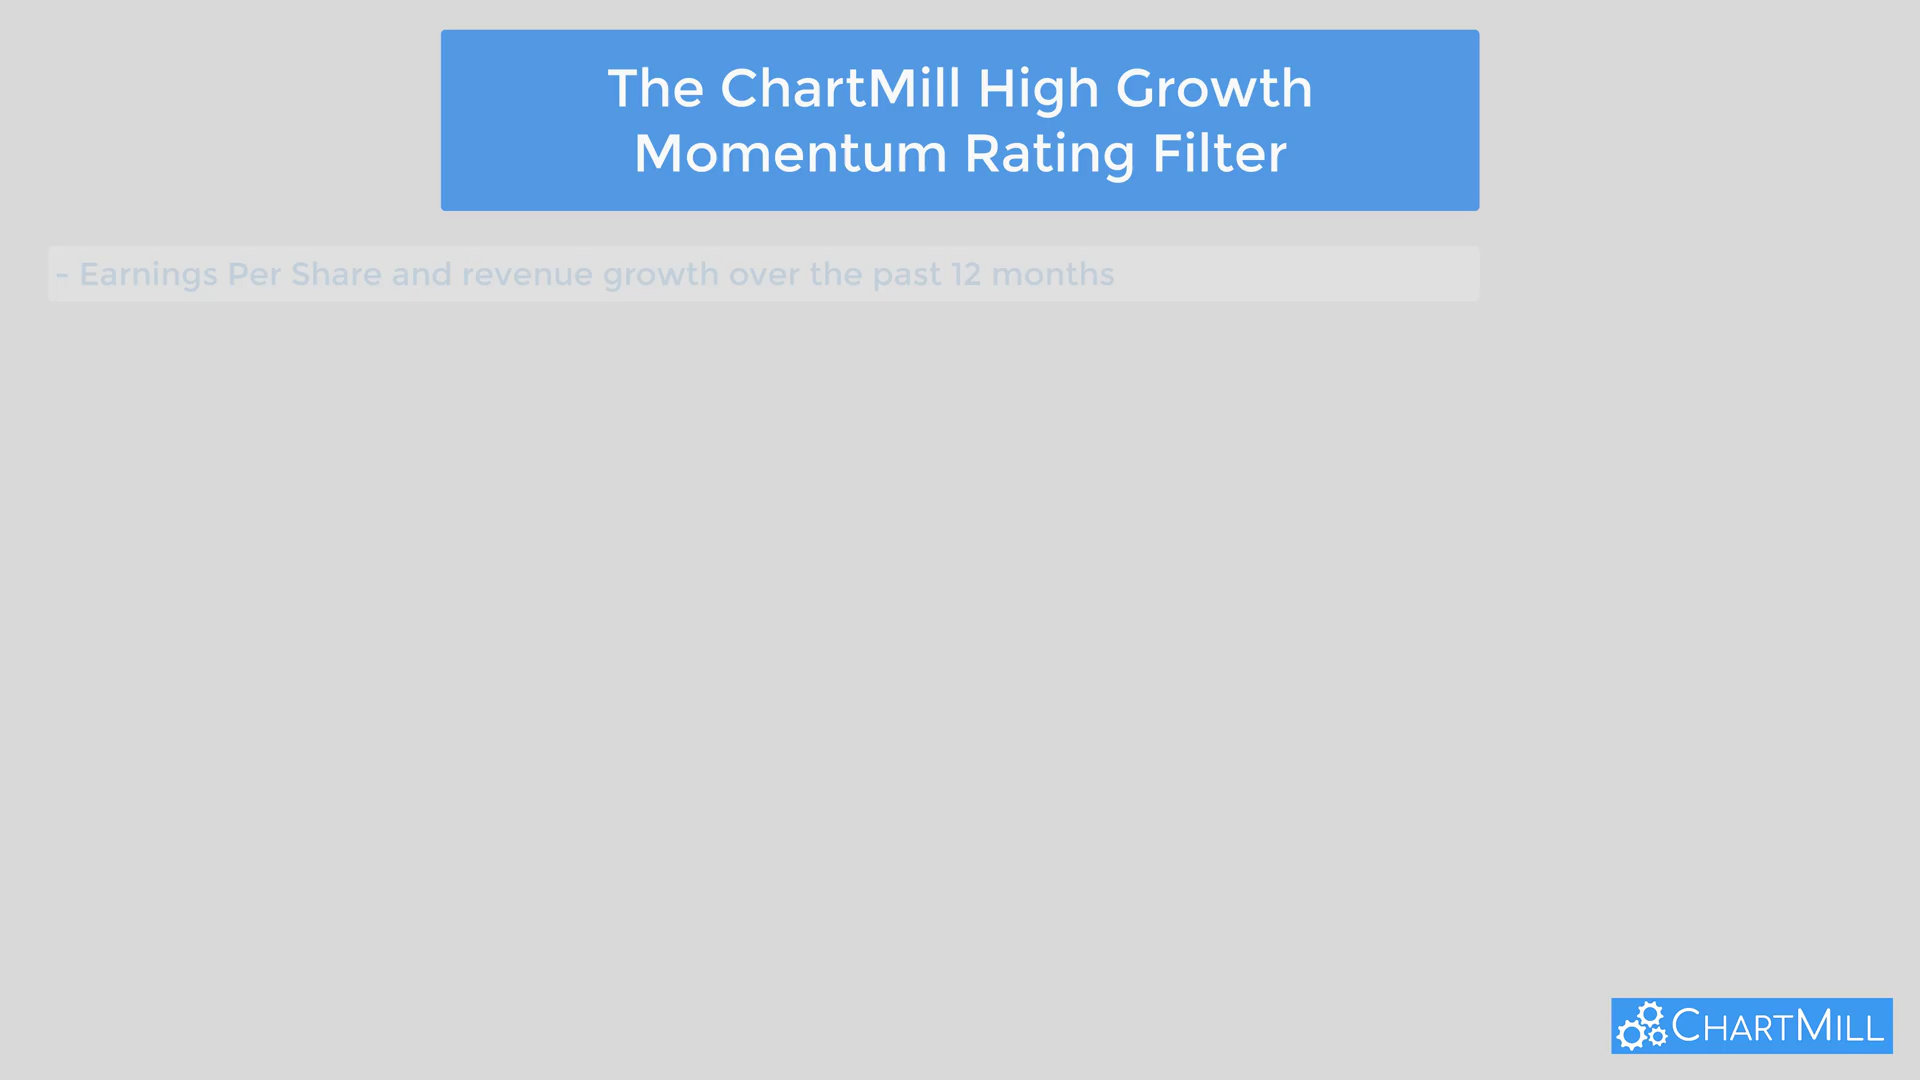 The ChartMill High Growth
Momentum Rating Filter
- Earnings Per Share and revenue growth over the past 12 months
CHARTMILL